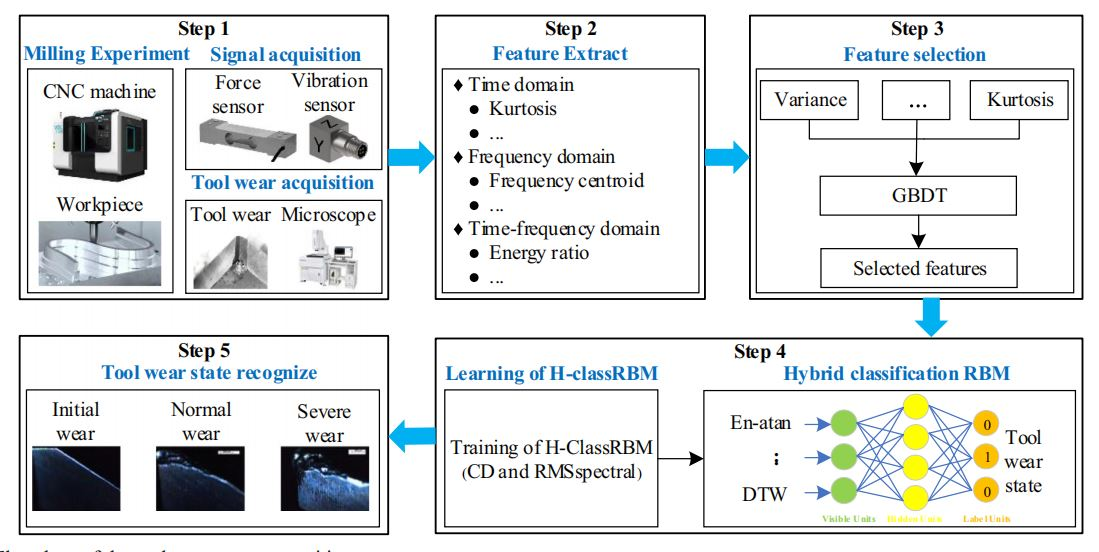 Step 1
Milling Experiment
Signal acquisition
CNC machine
Force
sensor
Vibration
sensor
Z
Y
Tool wear acquisition
Workpiece
Tool wear
Microscope
Step 2
Feature Extract
♦ Time domain
● Kurtosis
● ...
♦ Frequency domain
● Frequency centroid
● ...
♦ Time-frequency domain
● Energy ratio
● ...
Step 3
Feature selection
Variance
...
Kurtosis
GBDT
Selected features
Step 4
Learning of H-classRBM
Hybrid classification RBM
Training of H-ClassRBM
(CD and RMSspectral)
En-atan
⋮
DTW
0
1
0
Tool
wear
state
Visible Units
Hidden Units
Label Units
Step 5
Tool wear state recognize
Initial
wear
Normal
wear
Severe
wear